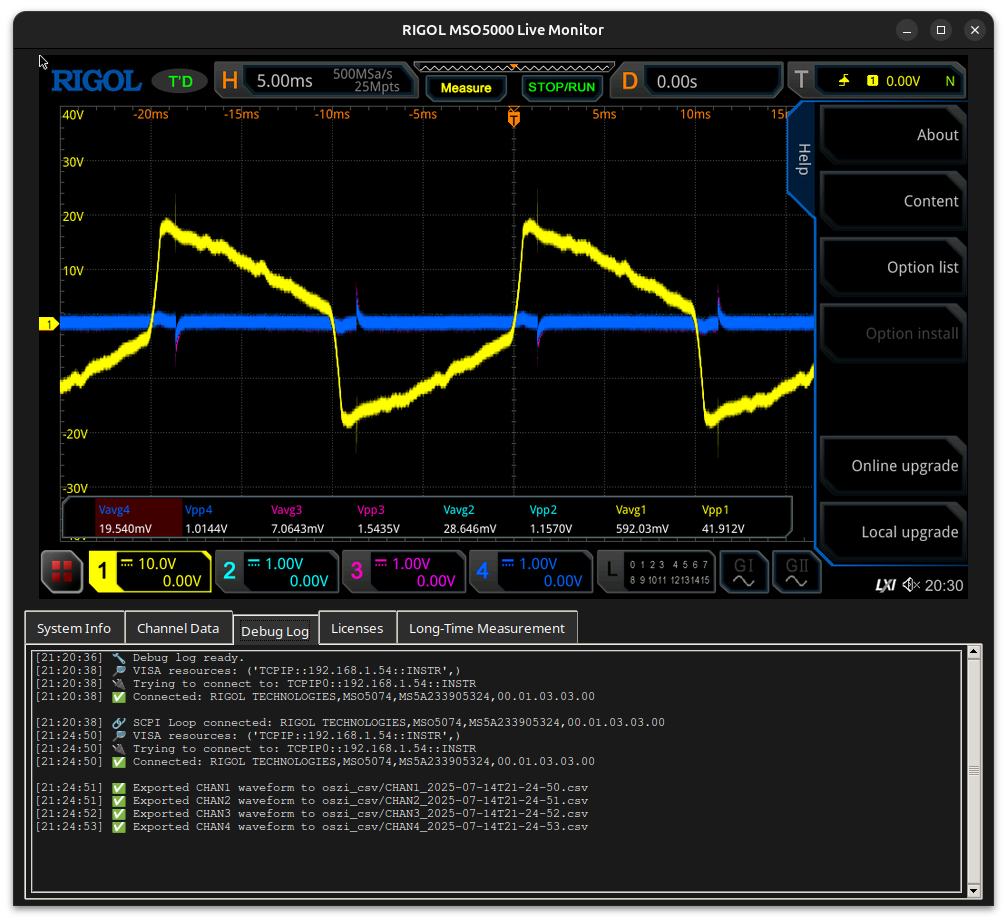 RIGOL MSO5000 Live Monitor
RIGOL T'D H 5.00ms 500MSa/s 25Mpts Measure STOP/RUN D 0.00s T 1 0.00V N
40V -20ms -15ms -10ms -5ms T 5ms 10ms 15
30V
20V
10V
1
-20V
-30V
Help
About
Content
Option list
Option install
Online upgrade
Local upgrade
Vavg4 Vpp4 Vavg3 Vpp3 Vavg2 Vpp2 Vavg1 Vpp1
19.540mV 1.0144V 7.0643mV 1.5435V 28.646mV 1.1570V 592.03mV 41.912V
1 10.0V 0.00V
2 1.00V 0.00V
3 1.00V 0.00V
4 1.00V 0.00V
L 0 1 2 3 4 5 6 7
8 9 10 11 12 13 14 15
GI
GII
LXI 20:30
System Info Channel Data Debug Log Licenses Long-Time Measurement
[21:20:36] 🔧 Debug log ready.
[21:20:38] 🔎 VISA resources: ('TCPIP::192.168.1.54::INSTR',)
[21:20:38] 🔌 Trying to connect to: TCPIP0::192.168.1.54::INSTR
[21:20:38] ✅ Connected: RIGOL TECHNOLOGIES,MSO5074,MS5A233905324,00.01.03.03.00
[21:20:38] 🔗 SCPI Loop connected: RIGOL TECHNOLOGIES,MSO5074,MS5A233905324,00.01.03.03.00
[21:24:50] 🔎 VISA resources: ('TCPIP::192.168.1.54::INSTR',)
[21:24:50] 🔌 Trying to connect to: TCPIP0::192.168.1.54::INSTR
[21:24:50] ✅ Connected: RIGOL TECHNOLOGIES,MSO5074,MS5A233905324,00.01.03.03.00
[21:24:51] ✅ Exported CHAN1 waveform to oszi_csv/CHAN1_2025-07-14T21-24-50.csv
[21:24:51] ✅ Exported CHAN2 waveform to oszi_csv/CHAN2_2025-07-14T21-24-51.csv
[21:24:52] ✅ Exported CHAN3 waveform to oszi_csv/CHAN3_2025-07-14T21-24-52.csv
[21:24:53] ✅ Exported CHAN4 waveform to oszi_csv/CHAN4_2025-07-14T21-24-53.csv